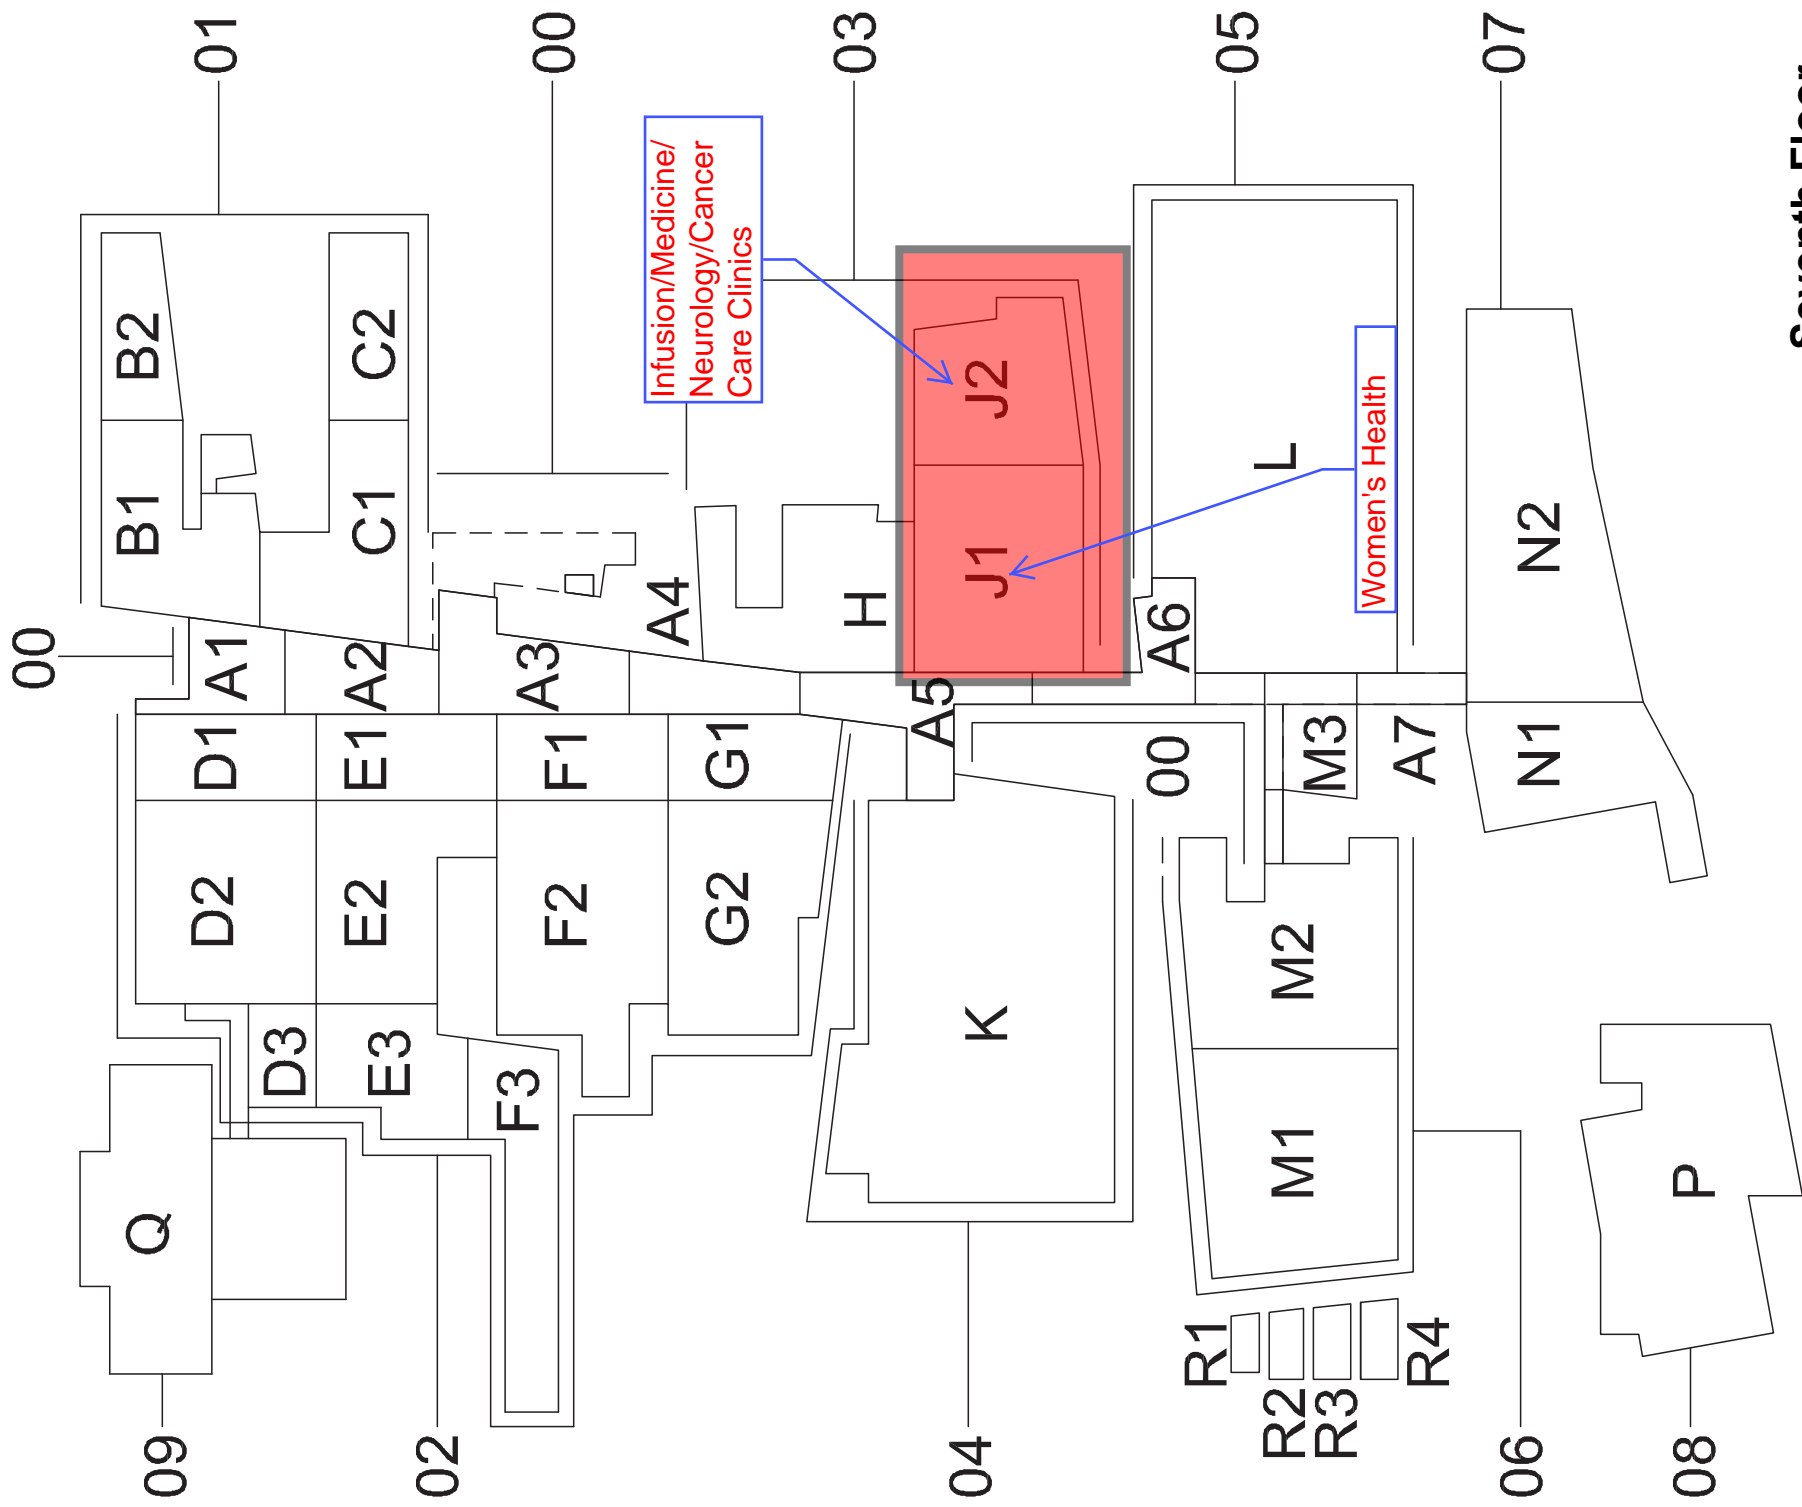 00
Q
B1
B2
09
D2
D1
A1
01
D3
E2
E1
A2
C1
C2
E3
02
F3
A3
00
F2
F1
A4
Infusion/Medicine/
Neurology/Cancer
Care Clinics
G2
G1
H
03
A5
04
K
J1
J2
00
A6
R1
05
L
R2
M1
M2
M3
R3
Women's Health
A7
R4
07
06
N1
N2
08
P
Seventh Floor